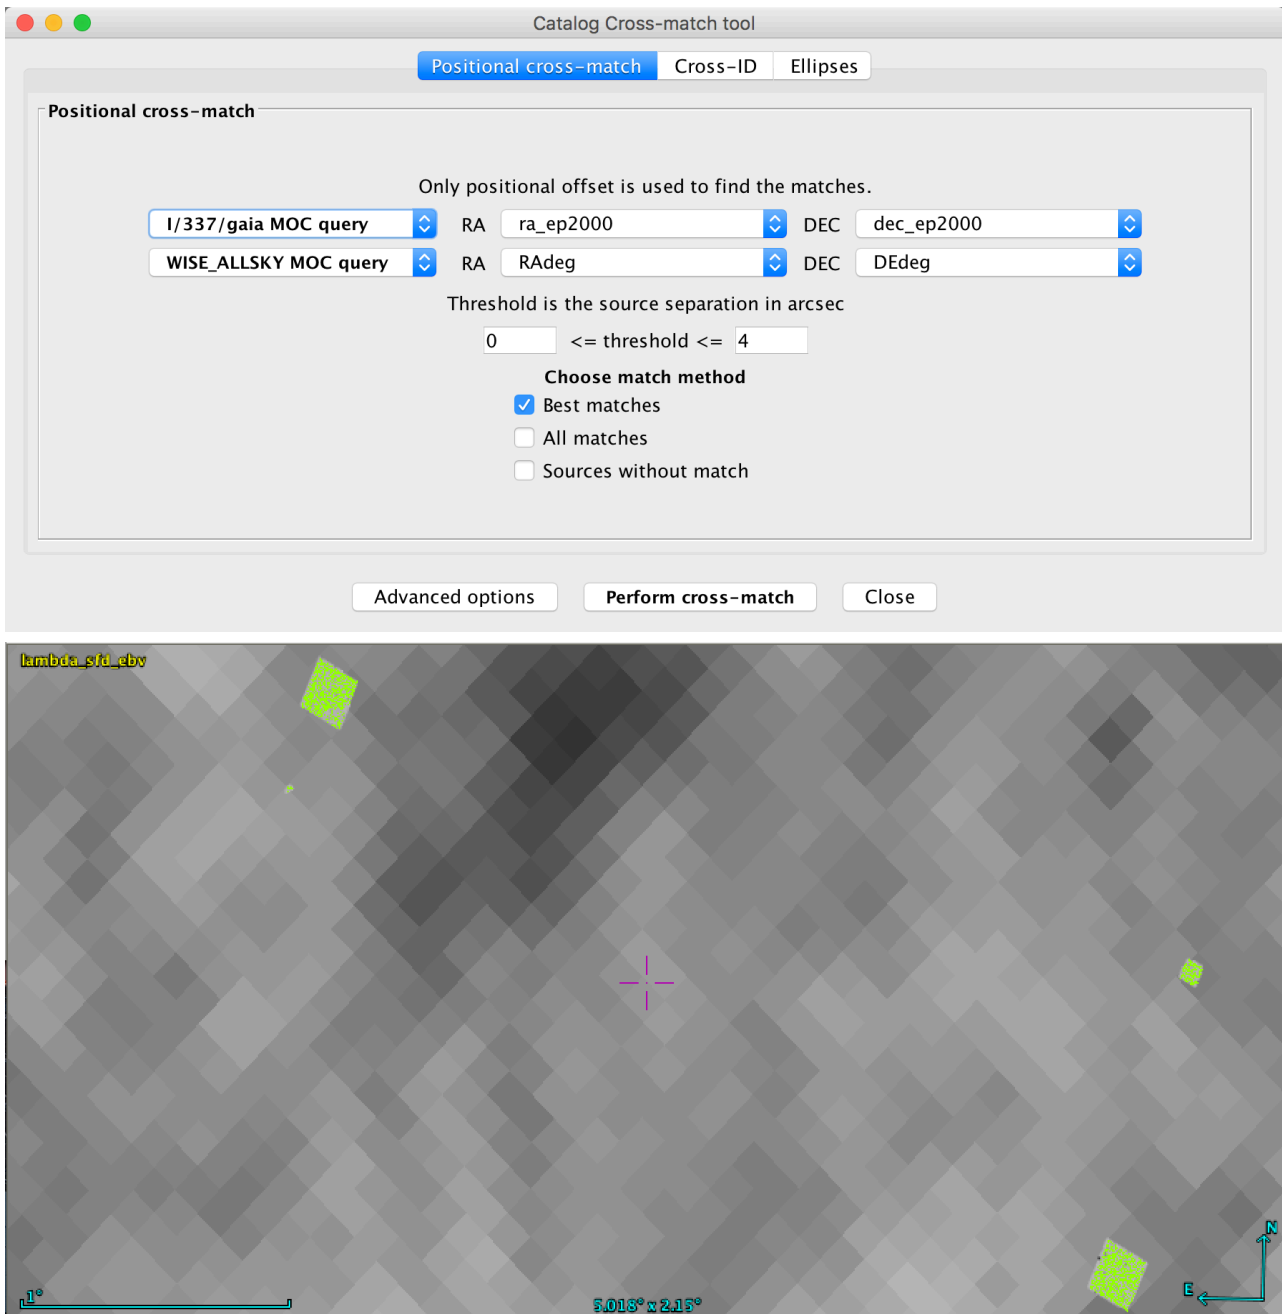 Catalog Cross-match tool
Positional cross-match Cross-ID Ellipses
Positional cross-match
Only positional offset is used to find the matches.
I/337/gaia MOC query RA ra_ep2000 DEC dec_ep2000
WISE_ALLSKY MOC query RA RAdeg DEC DEdeg
Threshold is the source separation in arcsec
0 <= threshold <= 4
Choose match method
Best matches
All matches
Sources without match
Advanced options Perform cross-match Close
lambda_sfd_ebv
N
1° 5.018° x 2.15° E